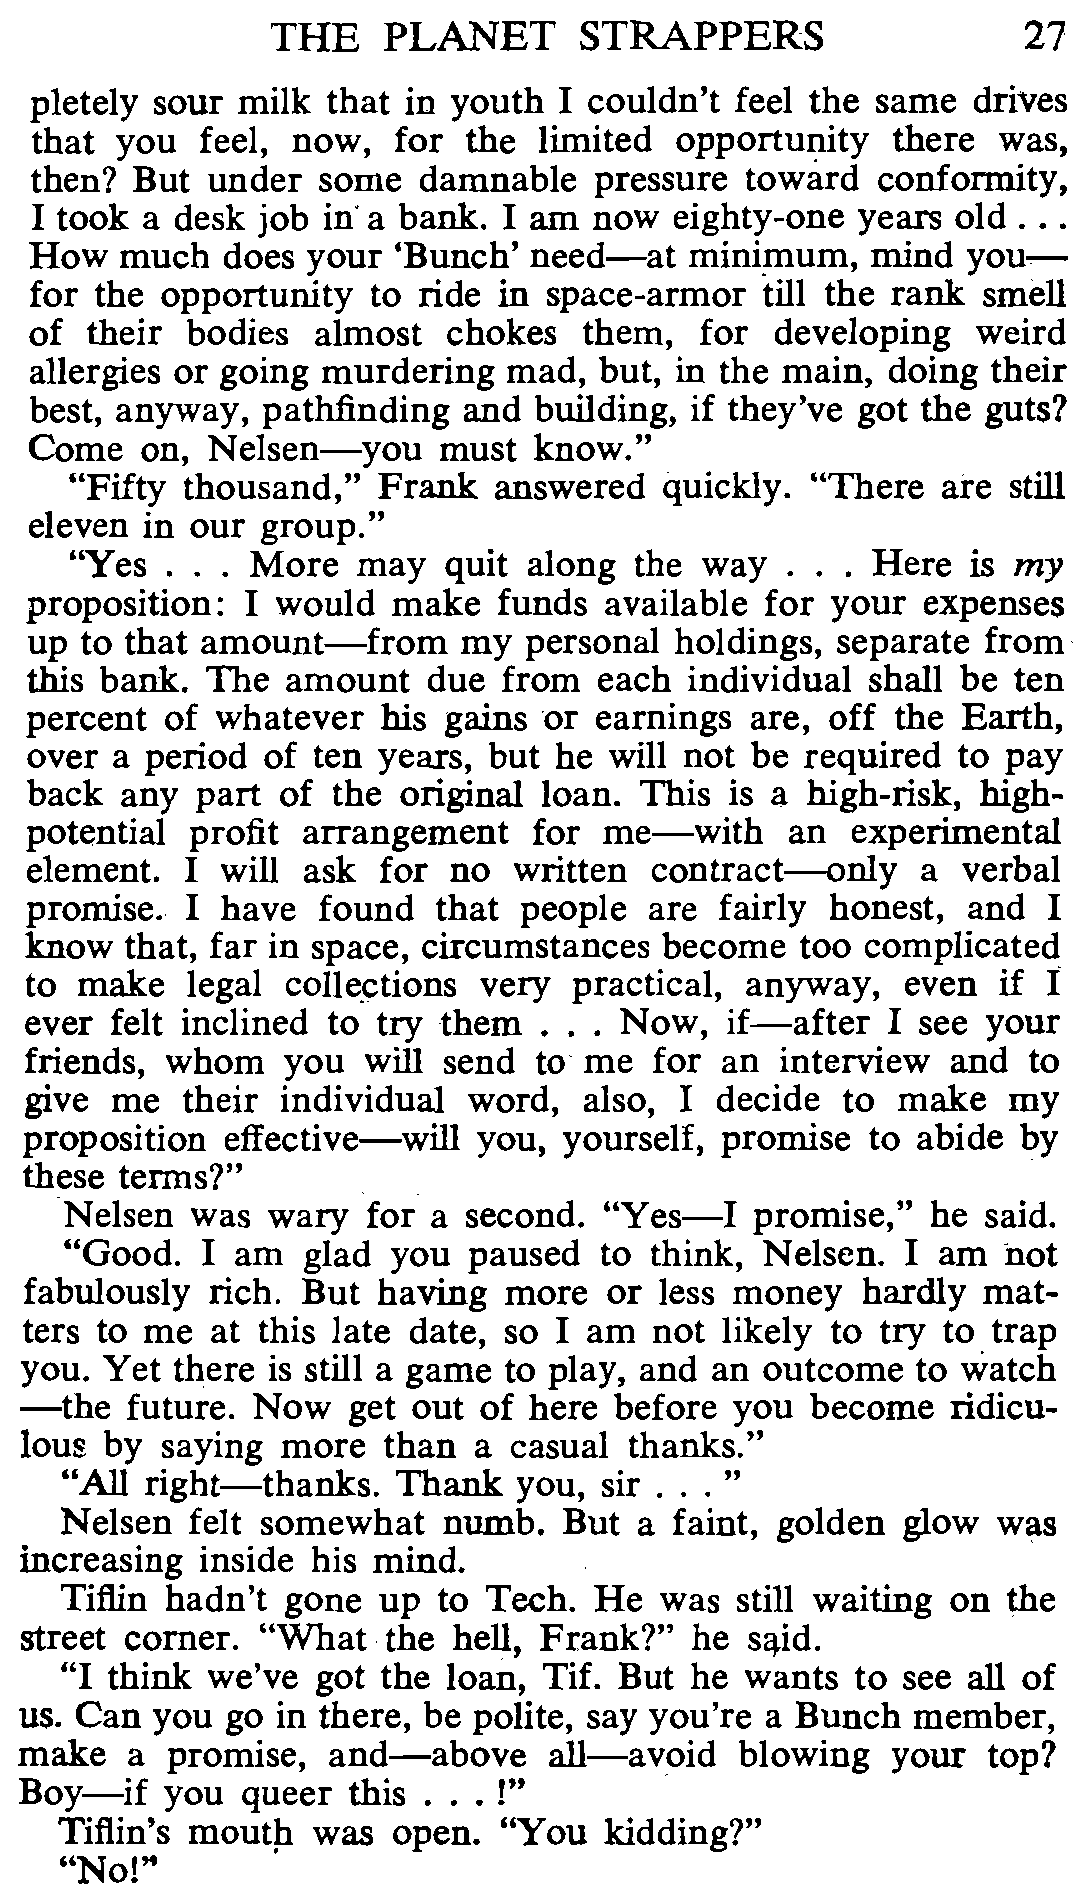 THE PLANET STRAPPERS 27
pletely sour milk that in youth I couldn't feel the same drives
that you feel, now, for the limited opportunity there was,
then? But under some damnable pressure toward conformity,
I took a desk job in a bank. I am now eighty-one years old . . .
How much does your ‘Bunch’ need—at minimum, mind you—
for the opportunity to ride in space-armor till the rank smell
of their bodies almost chokes them, for developing weird
allergies or going murdering mad, but, in the main, doing their
best, anyway, pathfinding and building, if they've got the guts?
Come on, Nelsen—you must know.”
“Fifty thousand,” Frank answered quickly. “There are still
eleven in our group.”
“Yes . . . More may quit along the way . . . Here is my
proposition: I would make funds available for your expenses
up to that amount—from my personal holdings, separate from
this bank. The amount due from each individual shall be ten
percent of whatever his gains or earnings are, off the Earth,
over a period of ten years, but he will not be required to pay
back any part of the original loan. This is a high-risk, high-
potential profit arrangement for me—with an experimental
element. I will ask for no written contract—only a verbal
promise. I have found that people are fairly honest, and I
know that, far in space, circumstances become too complicated
to make legal collections very practical, anyway, even if I
ever felt inclined to try them . . . Now, if—after I see your
friends, whom you will send to me for an interview and to
give me their individual word, also, I decide to make my
proposition effective—will you, yourself, promise to abide by
these terms?”
Nelsen was wary for a second. “Yes—I promise,” he said.
“Good. I am glad you paused to think, Nelsen. I am not
fabulously rich. But having more or less money hardly mat-
ters to me at this late date, so I am not likely to try to trap
you. Yet there is still a game to play, and an outcome to watch
—the future. Now get out of here before you become ridicu-
lous by saying more than a casual thanks.”
“All right—thanks. Thank you, sir . . . ”
Nelsen felt somewhat numb. But a faint, golden glow was
increasing inside his mind.
Tiflin hadn't gone up to Tech. He was still waiting on the
street corner. “What the hell, Frank?” he said.
“I think we've got the loan, Tif. But he wants to see all of
us. Can you go in there, be polite, say you're a Bunch member,
make a promise, and—above all—avoid blowing your top?
Boy—if you queer this . . . !”
Tiflin's mouth was open. “You kidding?”
“No!”